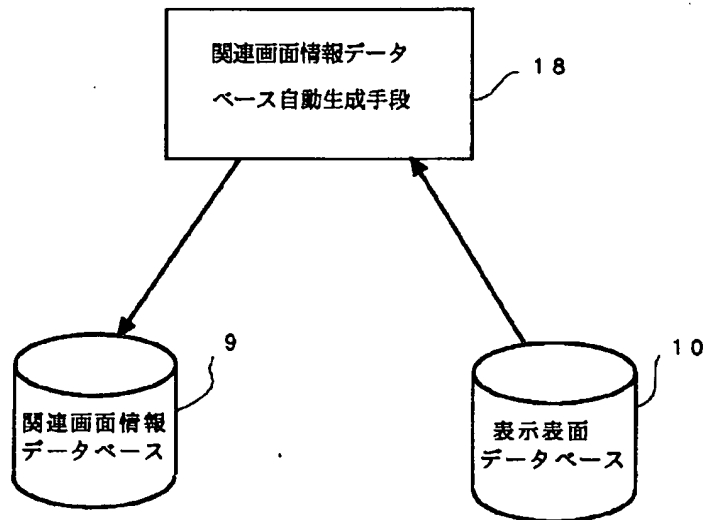 関連画面情報データ
ベース自動生成手段
18
9
関連画面情報
データベース
10
表示表面
データベース